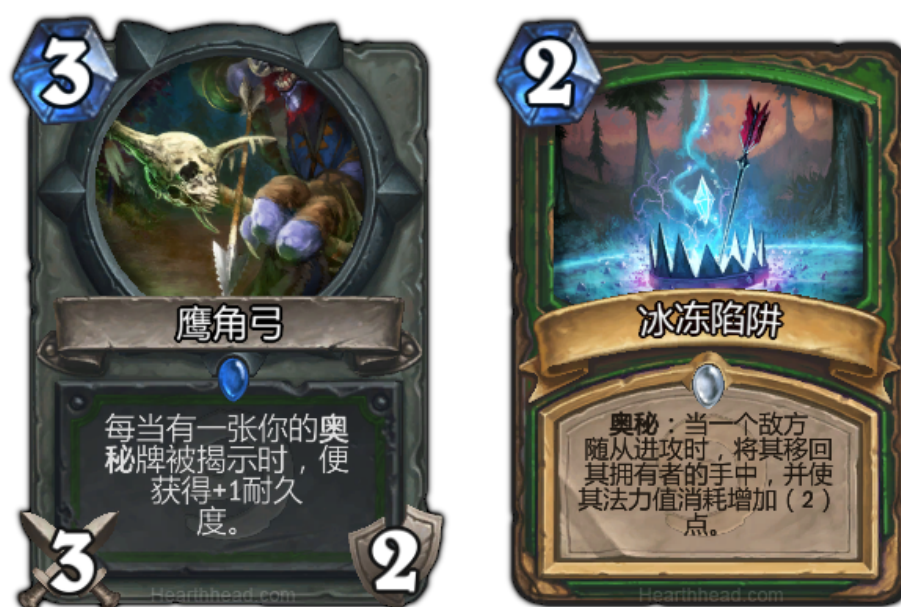 3
鹰角弓
每当有一张你的奥
秘牌被揭示时，便
获得+1耐久
度。
3
2
Hearthhead.com
2
冰冻陷阱
奥秘：当一个敌方
随从进攻时，将其移回
其拥有者的手中，并使
其法力值消耗增加（2）
点。
Hearthhead.com